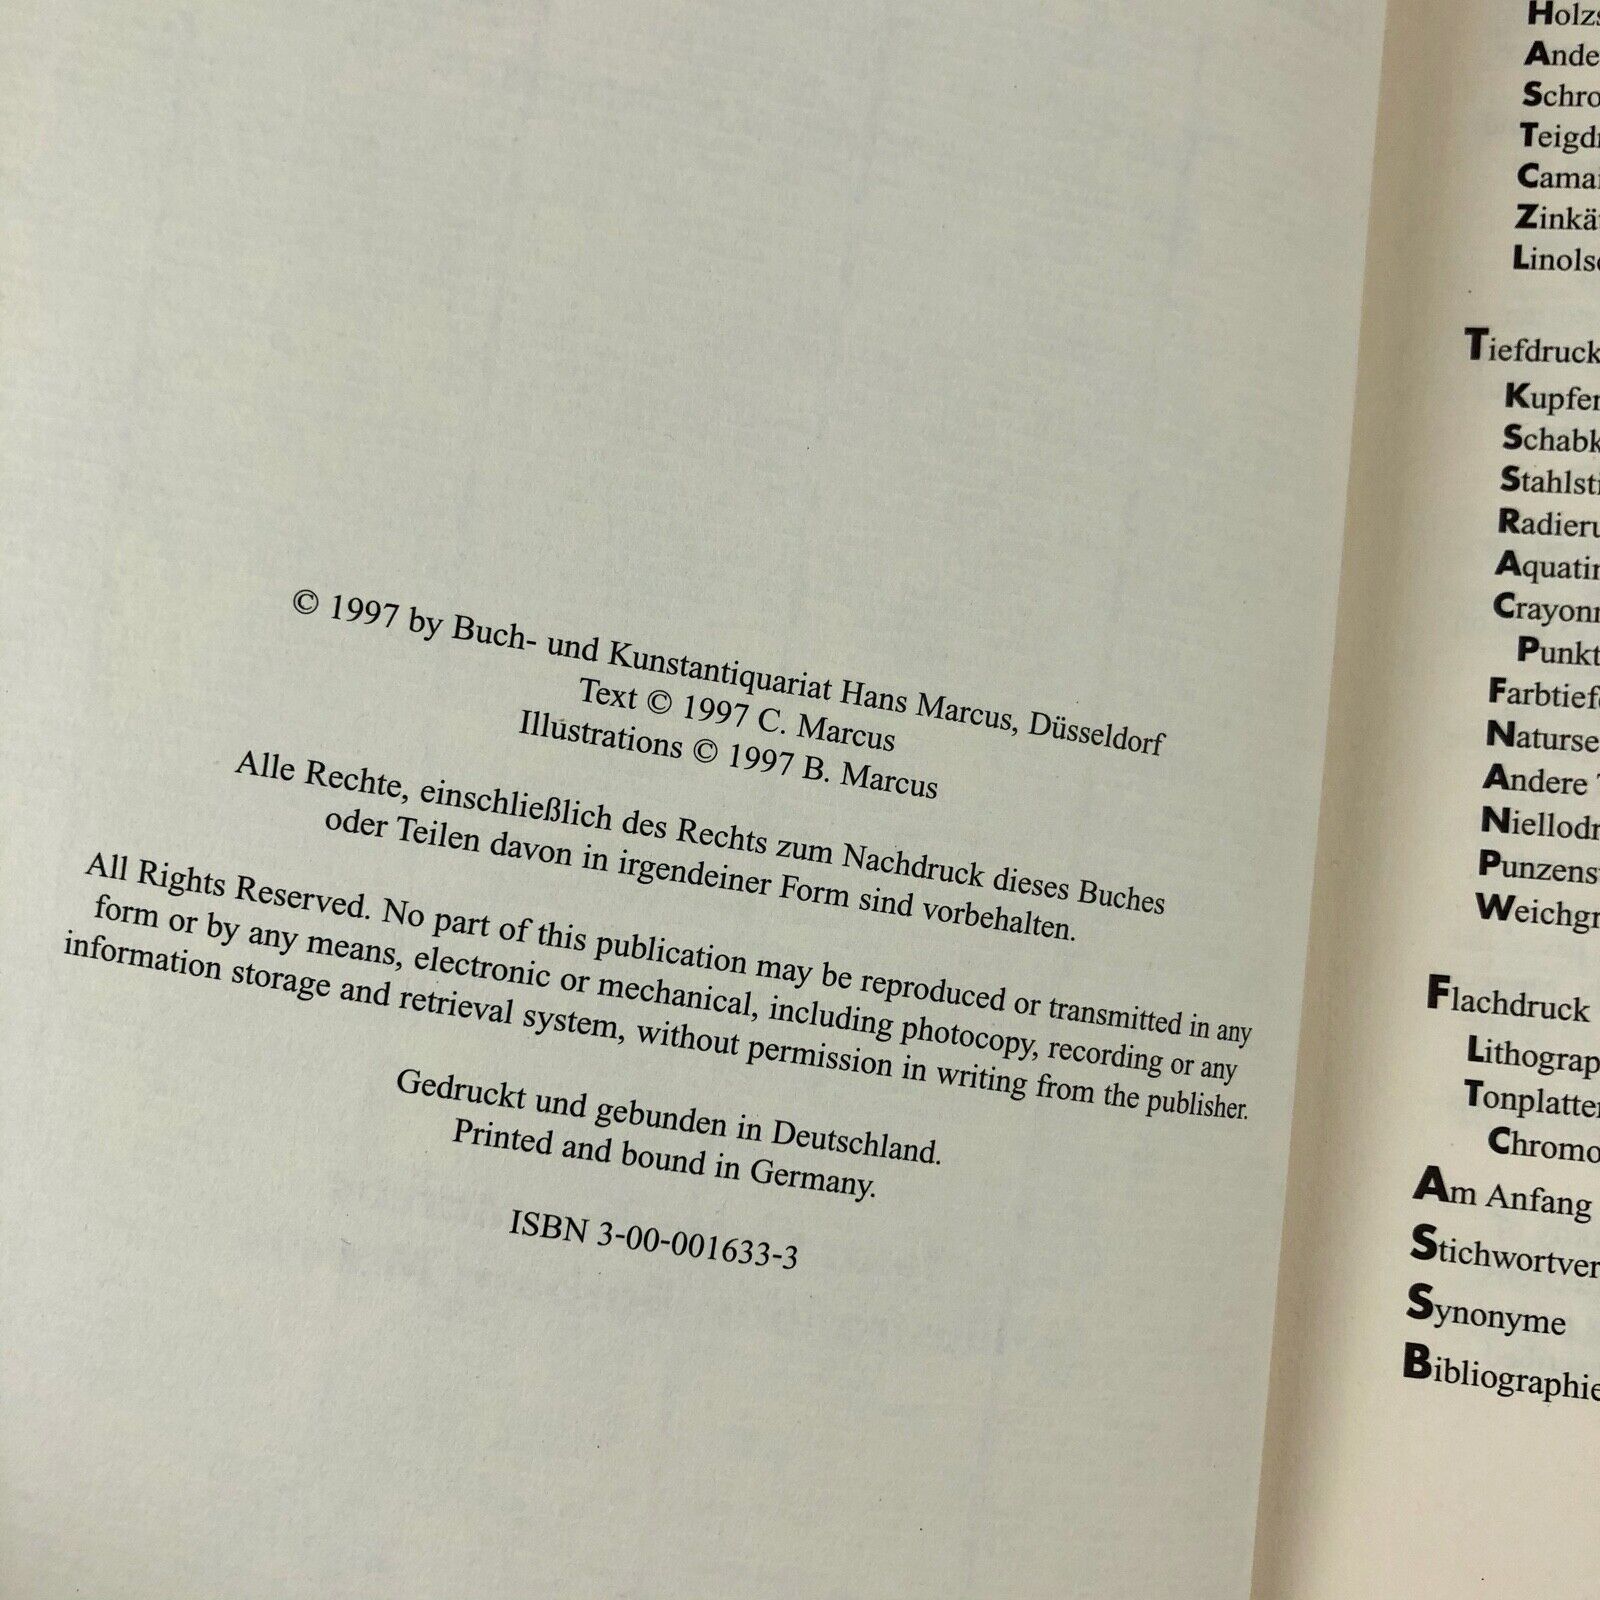 © 1997 by Buch- und Kunstantiquariat Hans Marcus, Düsseldorf
Text © 1997 C. Marcus
Illustrations © 1997 B. Marcus
Alle Rechte, einschließlich des Rechts zum Nachdruck dieses Buches
oder Teilen davon in irgendeiner Form sind vorbehalten.
All Rights Reserved. No part of this publication may be reproduced or transmitted in any
form or by any means, electronic or mechanical, including photocopy, recording or any
information storage and retrieval system, without permission in writing from the publisher.
Gedruckt und gebunden in Deutschland.
Printed and bound in Germany.
ISBN 3-00-001633-3
Tiefdruck
Andere
Flachdruck
Am Anfang
Synonyme
Bibliographie